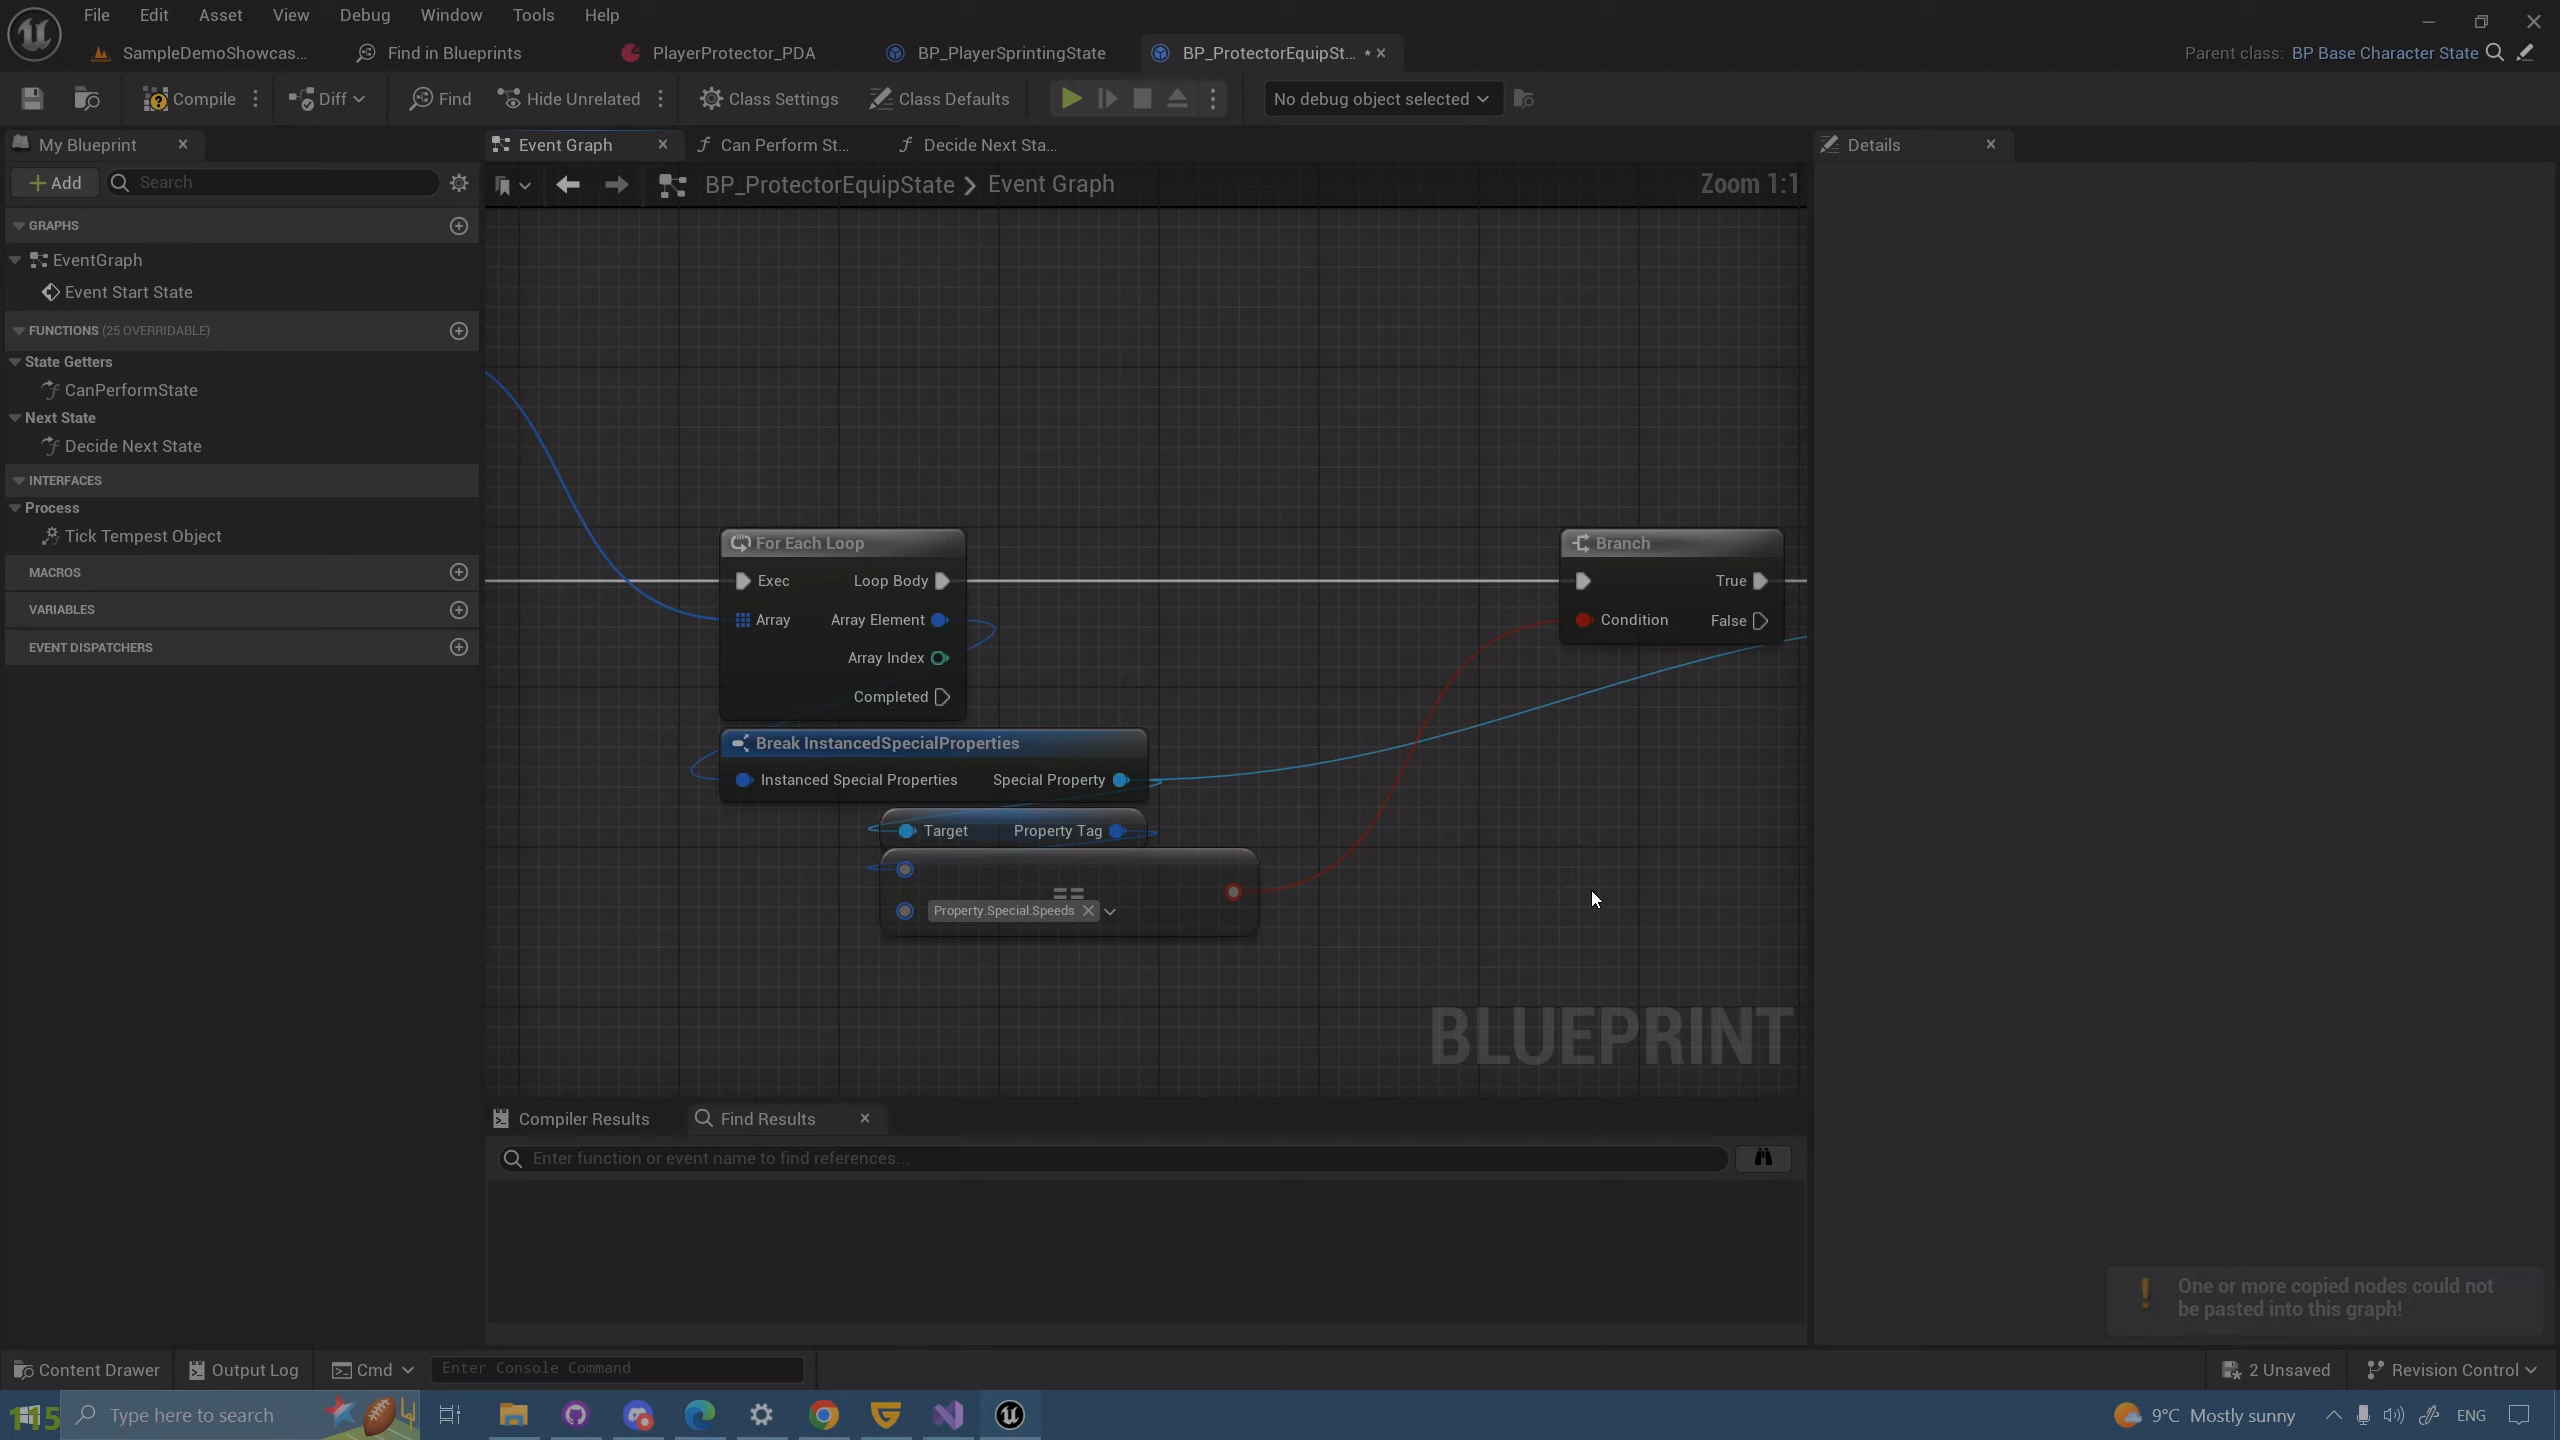 File Edit Asset View Debug Window Tools Help
SampleDemoShowcas... Find in Blueprints PlayerProtector_PDA BP_PlayerSprintingState BP_ProtectorEquipSt... * Parent class: BP Base Character State
Compile Diff Find Hide Unrelated Class Settings Class Defaults No debug object selected
My Blueprint Event Graph Can Perform St... Decide Next Sta... Details
Add Search BP_ProtectorEquipState > Event Graph Zoom 1:1
GRAPHS
EventGraph
Event Start State
FUNCTIONS (25 OVERRIDABLE)
State Getters
CanPerformState
Next State
Decide Next State
INTERFACES
Process
Tick Tempest Object
MACROS
VARIABLES
EVENT DISPATCHERS
For Each Loop
Exec Loop Body
Array Array Element
Array Index
Completed
Branch
True
Condition False
Break InstancedSpecialProperties
Instanced Special Properties Special Property
Target Property Tag
==
Property.Special.Speeds
BLUEPRINT
Compiler Results Find Results
Enter function or event name to find references...
One or more copied nodes could not
be pasted into this graph!
Content Drawer Output Log Cmd Enter Console Command 2 Unsaved Revision Control
115 Type here to search 9°C Mostly sunny ENG